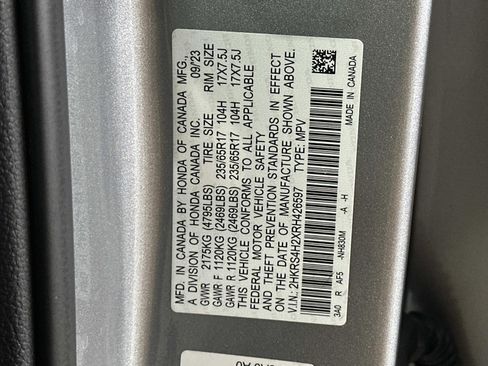 MFD. IN CANADA BY HONDA OF CANADA MFG.,
A DIVISION OF HONDA CANADA INC. 09/23
GVWR 2175KG (4795LBS) TIRE SIZE RIM SIZE
GAWR F 1120KG (2469LBS) 235/65R17 104H 17X7.5J
GAWR R 1120KG (2469LBS) 235/65R17 104H 17X7.5J
THIS VEHICLE CONFORMS TO ALL APPLICABLE
FEDERAL MOTOR VEHICLE SAFETY
AND THEFT PREVENTION STANDARDS IN EFFECT
ON THE DATE OF MANUFACTURE SHOWN ABOVE.
V.I.N.: 2HKRS4H2XRH426597 TYPE: MPV
3A0 R AF5 -NH830M -A -H MADE IN CANADA